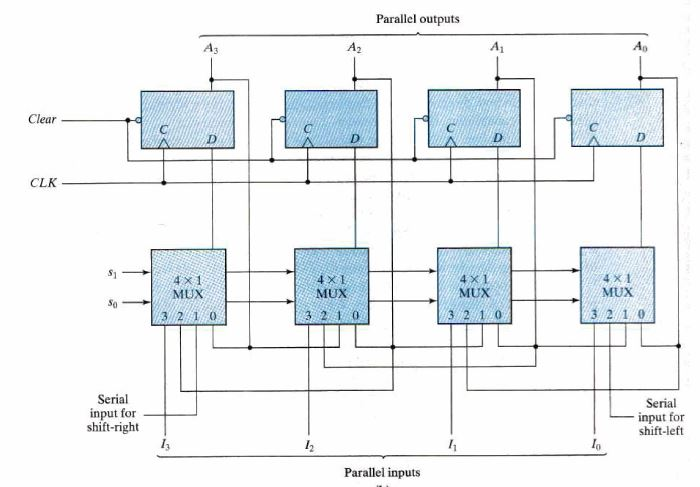 Parallel outputs
A3 A2 A1 A0
Clear
C D C D C D C D
CLK
s1
s0
4 × 1 MUX
3 2 1 0
4 × 1 MUX
3 2 1 0
4 × 1 MUX
3 2 1 0
4 × 1 MUX
3 2 1 0
Serial
input for
shift-right
Serial
input for
shift-left
I3 I2 I1 I0
Parallel inputs